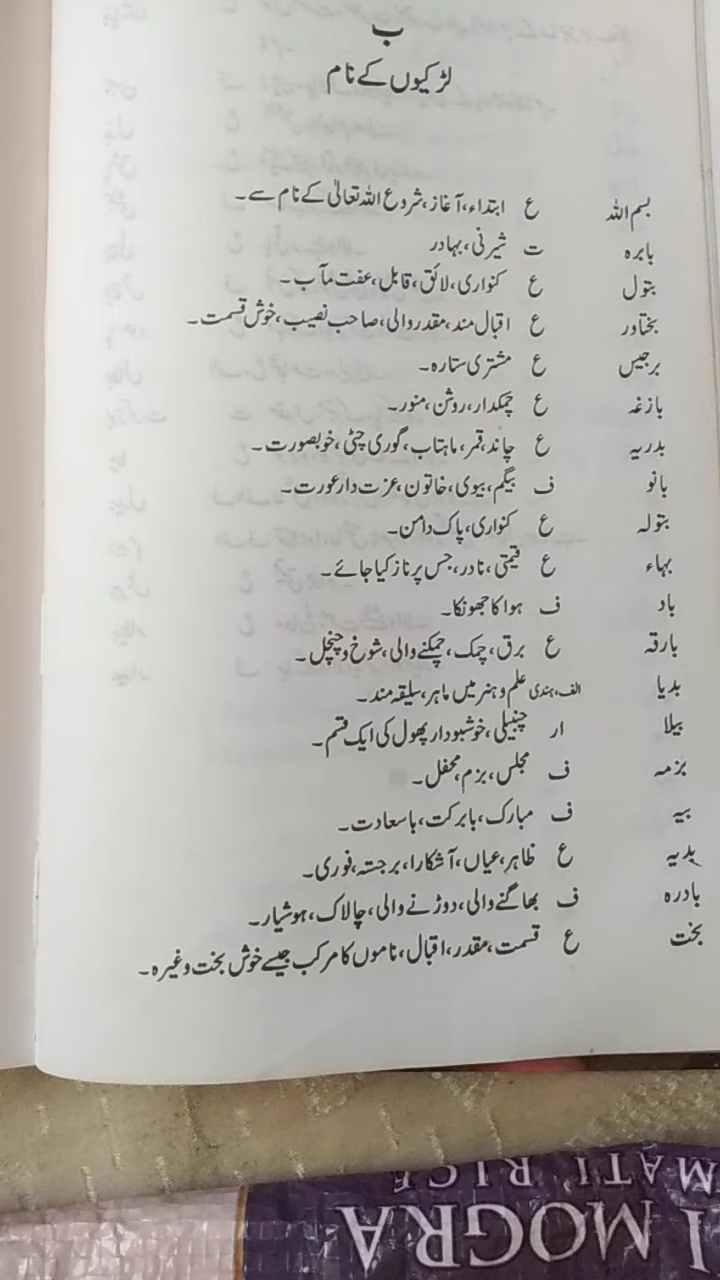 ب
لڑکیوں کے نام
بسم اللہ ع ابتداء، آغاز، شروع اللہ تعالیٰ کے نام سے۔
بابرہ ت شیرنی، بہادر
بتول ع کنواری، لائق، قابل، عفت مآب۔
بختاور ع اقبال مند، مقدر والی، صاحب نصیب، خوش قسمت۔
برجیس ع مشتری ستارہ۔
بازغہ ع چمکدار، روشن، منور۔
بدریہ ع چاند، قمر، ماہتاب، گوری چٹی، خوبصورت۔
بانو ف بیگم، بیوی، خاتون، عزت دار عورت۔
بتولہ ع کنواری، پاک دامن۔
بہاء ع قیمتی، نادر، جس پر ناز کیا جائے۔
باد ف ہوا کا جھونکا۔
بارقہ ع برق، چمک، چمکنے والی، شوخ و چنچل۔
بدیا الف، ہندی علم و ہنر میں ماہر، سلیقہ مند۔
بیلا ار چنبیلی، خوشبودار پھول کی ایک قسم۔
بزمہ ف مجلس، بزم، محفل۔
بیہ ف مبارک، بابرکت، باسعادت۔
بدیہ ع ظاہر، عیاں، آشکارا، برجستہ، فوری۔
بادرہ ف بھاگنے والی، دوڑنے والی، چالاک، ہوشیار۔
بخت ع قسمت، مقدر، اقبال، ناموں کا مرکب جیسے خوش بخت وغیرہ۔
I MOGRA
MATI RICE